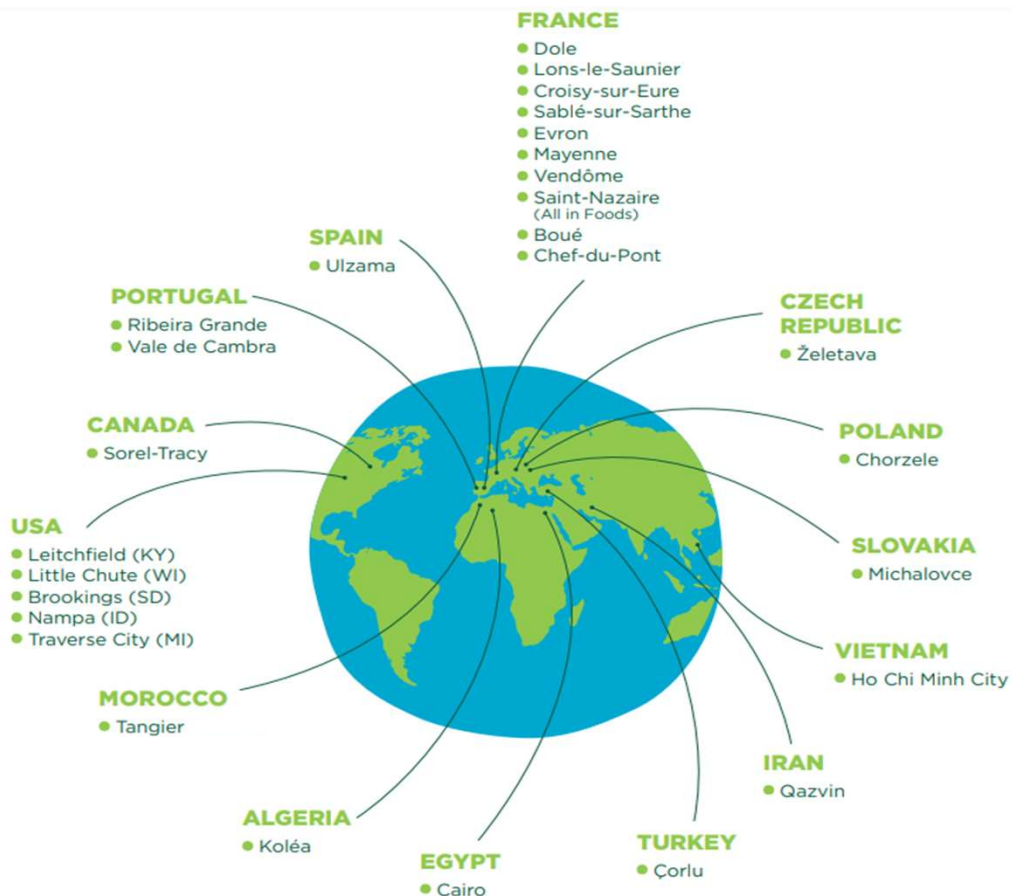 FRANCE
Dole
Lons-le-Saunier
Croisy-sur-Eure
Sablé-sur-Sarthe
Evron
Mayenne
Vendôme
Saint-Nazaire
(All in Foods)
Boué
Chef-du-Pont
SPAIN
Ulzama
PORTUGAL
Ribeira Grande
Vale de Cambra
CZECH
REPUBLIC
Želetava
CANADA
Sorel-Tracy
POLAND
Chorzele
USA
Leitchfield (KY)
Little Chute (WI)
Brookings (SD)
Nampa (ID)
Traverse City (MI)
SLOVAKIA
Michalovce
VIETNAM
Ho Chi Minh City
MOROCCO
Tangier
IRAN
Qazvin
ALGERIA
Koléa
TURKEY
Çorlu
EGYPT
Cairo